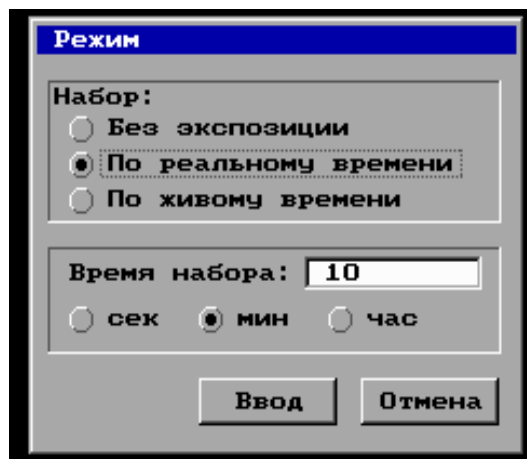 Режим
Набор:
Без экспозиции
По реальному времени
По живому времени
Время набора: 10
сек мин час
Ввод Отмена